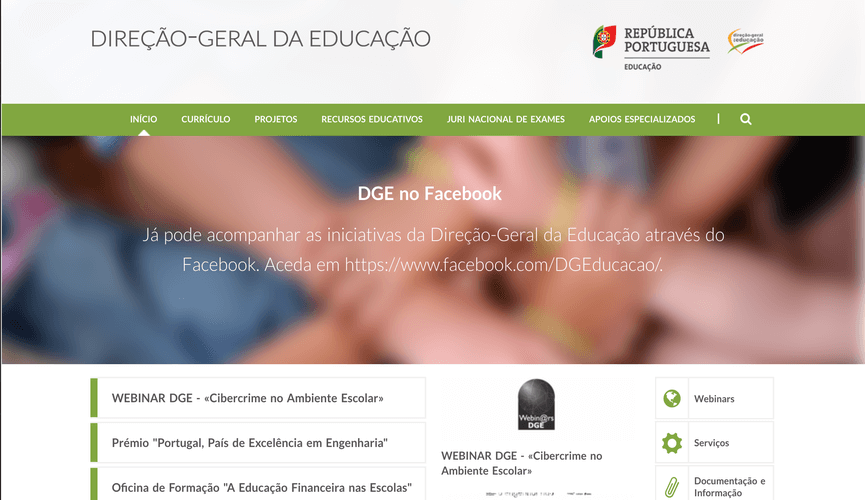 DIREÇÃO-GERAL DA EDUCAÇÃO
REPÚBLICA
PORTUGUESA
EDUCAÇÃO
direção-geral
educação
INÍCIO CURRÍCULO PROJETOS RECURSOS EDUCATIVOS JURI NACIONAL DE EXAMES APOIOS ESPECIALIZADOS |
DGE no Facebook
Já pode acompanhar as iniciativas da Direção-Geral da Educação através do
Facebook. Aceda em https://www.facebook.com/DGEducacao/.
WEBINAR DGE - «Cibercrime no Ambiente Escolar»
Prémio "Portugal, País de Excelência em Engenharia"
Oficina de Formação "A Educação Financeira nas Escolas"
Webin@rs
DGE
WEBINAR DGE - «Cibercrime no
Ambiente Escolar»
Webinars
Serviços
Documentação e
Informação